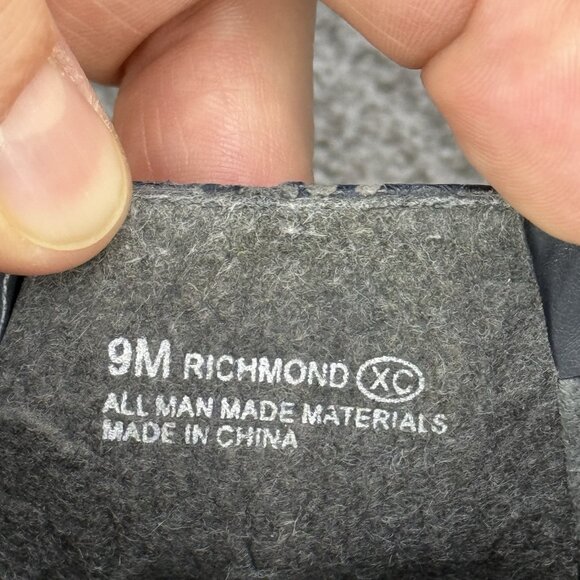 9M RICHMOND XC
ALL MAN MADE MATERIALS
MADE IN CHINA